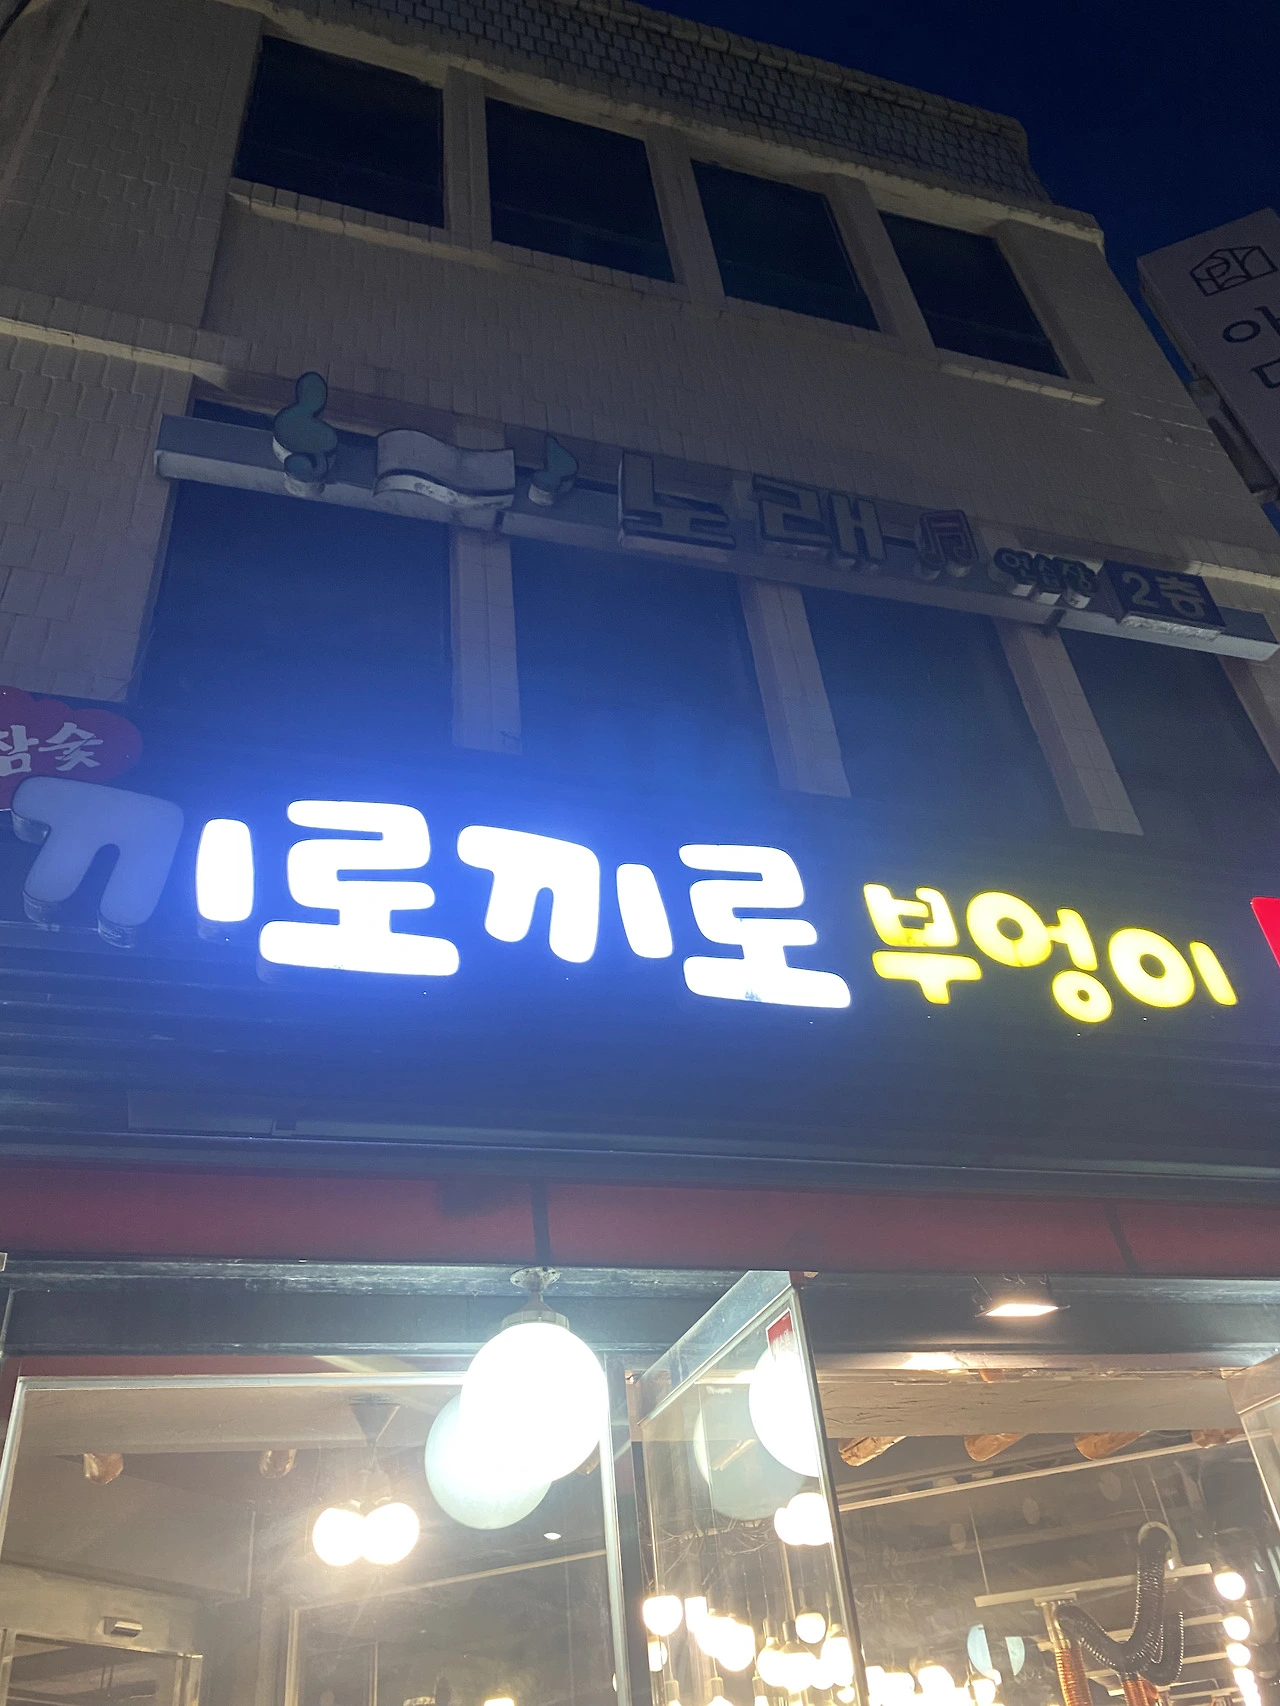 노래 연습장 2층
참숯
끼로끼로 부엉이